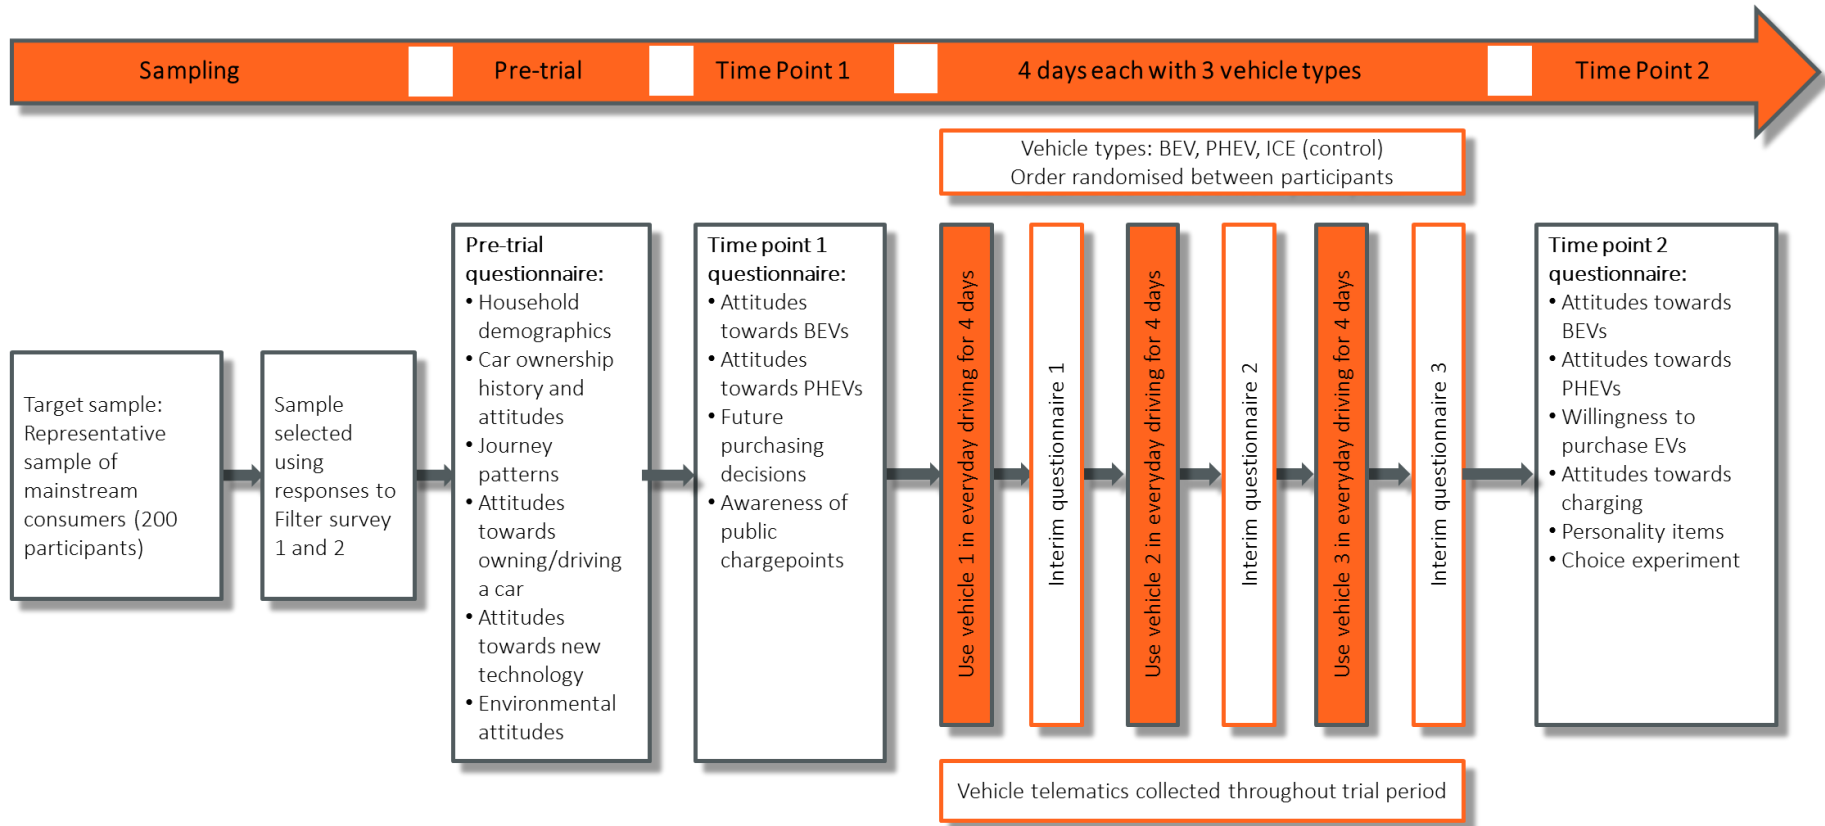 Sampling
Pre-trial
Time Point 1
4 days each with 3 vehicle types
Time Point 2
Vehicle types: BEV, PHEV, ICE (control)
Order randomised between participants
Target sample:
Representative
sample of
mainstream
consumers (200
participants)
Sample
selected
using
responses to
Filter survey
1 and 2
Pre-trial
questionnaire:
• Household
demographics
• Car ownership
history and
attitudes
• Journey
patterns
• Attitudes
towards
owning/driving
a car
• Attitudes
towards new
technology
• Environmental
attitudes
Time point 1
questionnaire:
• Attitudes
towards BEVs
• Attitudes
towards PHEVs
• Future
purchasing
decisions
• Awareness of
public
chargepoints
Use vehicle 1 in everyday driving for 4 days
Interim questionnaire 1
Use vehicle 2 in everyday driving for 4 days
Interim questionnaire 2
Use vehicle 3 in everyday driving for 4 days
Interim questionnaire 3
Time point 2
questionnaire:
• Attitudes towards
BEVs
• Attitudes towards
PHEVs
• Willingness to
purchase EVs
• Attitudes towards
charging
• Personality items
• Choice experiment
Vehicle telematics collected throughout trial period